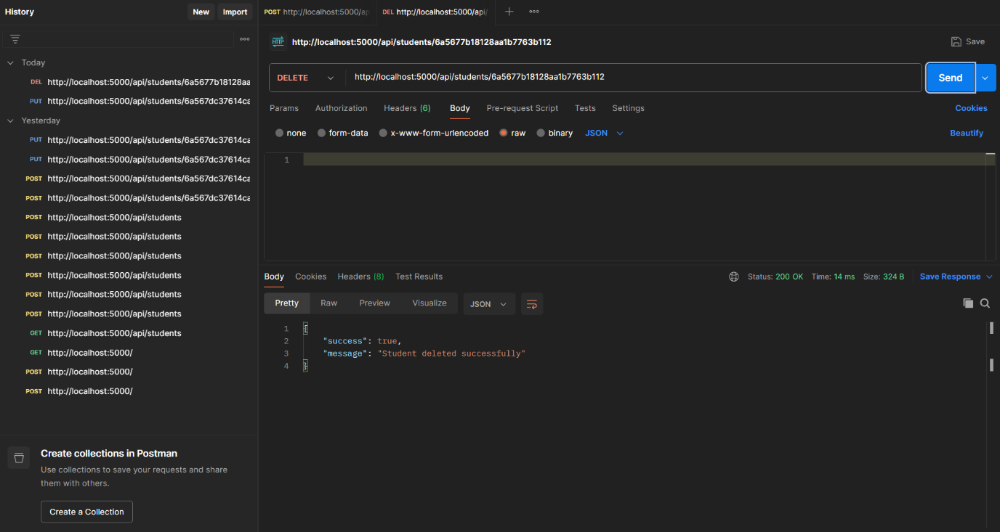 History
New
Import
Today
DEL http://localhost:5000/api/students/6a5677b18128aa
PUT http://localhost:5000/api/students/6a567dc37614ca
Yesterday
PUT http://localhost:5000/api/students/6a567dc37614ca
PUT http://localhost:5000/api/students/6a567dc37614ca
POST http://localhost:5000/api/students/6a567dc37614ca
POST http://localhost:5000/api/students/6a567dc37614ca
POST http://localhost:5000/api/students
POST http://localhost:5000/api/students
POST http://localhost:5000/api/students
POST http://localhost:5000/api/students
POST http://localhost:5000/api/students
POST http://localhost:5000/api/students
GET http://localhost:5000/api/students
GET http://localhost:5000/
POST http://localhost:5000/
POST http://localhost:5000/
Create collections in Postman
Use collections to save your requests and share
them with others.
Create a Collection
POST http://localhost:5000/ap
DEL http://localhost:5000/api/
HTTP http://localhost:5000/api/students/6a5677b18128aa1b7763b112
Save
DELETE http://localhost:5000/api/students/6a5677b18128aa1b7763b112
Send
Params Authorization Headers (6) Body Pre-request Script Tests Settings
Cookies
none form-data x-www-form-urlencoded raw binary JSON
Beautify
1
Body Cookies Headers (8) Test Results
Status: 200 OK Time: 14 ms Size: 324 B
Save Response
Pretty Raw Preview Visualize JSON
1 {
2 "success": true,
3 "message": "Student deleted successfully"
4 }